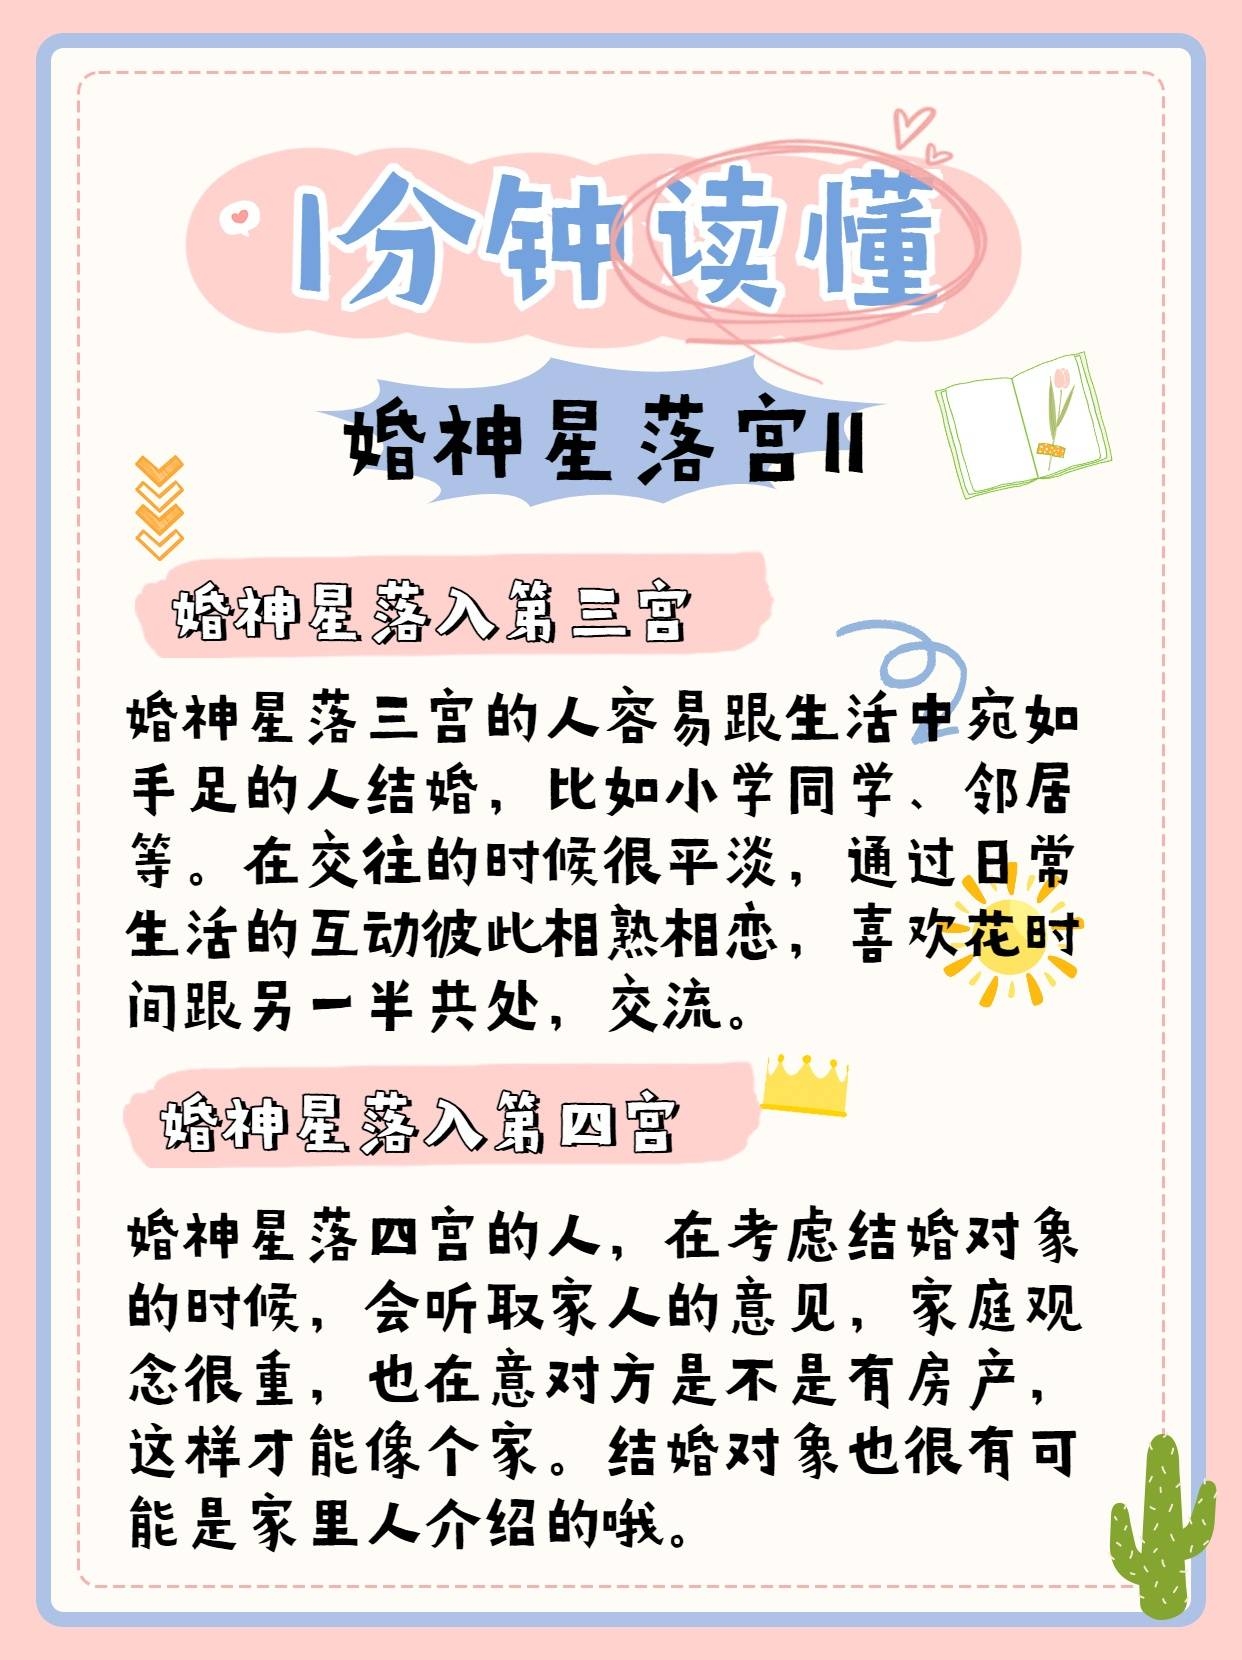 1分钟读懂
婚神星落宫II
婚神星落入第三宫
婚神星落三宫的人容易跟生活中宛如
手足的人结婚，比如小学同学、邻居
等。在交往的时候很平淡，通过日常
生活的互动彼此相熟相恋，喜欢花时
间跟另一半共处，交流。
婚神星落入第四宫
婚神星落四宫的人，在考虑结婚对象
的时候，会听取家人的意见，家庭观
念很重，也在意对方是不是有房产，
这样才能像个家。结婚对象也很有可
能是家里人介绍的哦。